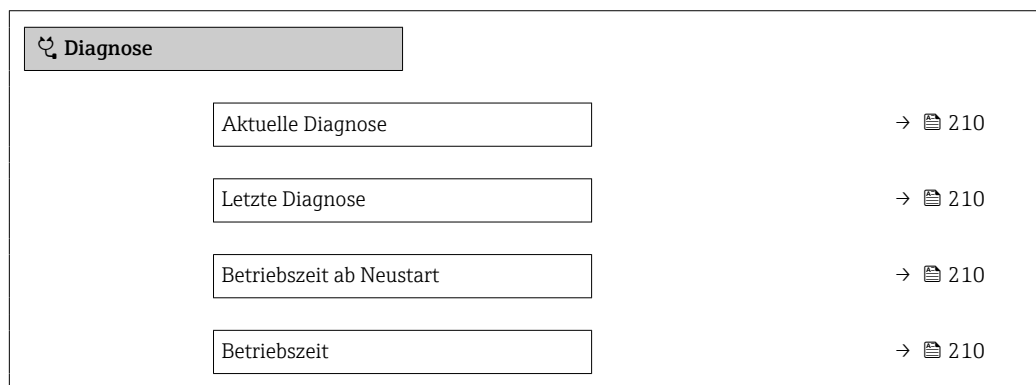 Diagnose
Aktuelle Diagnose → 210
Letzte Diagnose → 210
Betriebszeit ab Neustart → 210
Betriebszeit → 210